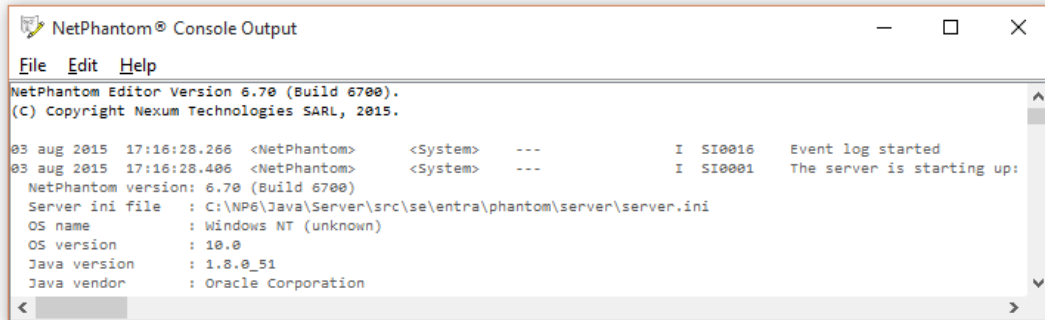 NetPhantom® Console Output
File Edit Help
NetPhantom Editor Version 6.70 (Build 6700).
(C) Copyright Nexum Technologies SARL, 2015.
03 aug 2015  17:16:28.266  <NetPhantom>      <System>    ---               I  SI0016    Event log started
03 aug 2015  17:16:28.406  <NetPhantom>      <System>    ---               I  SI0001    The server is starting up:
  NetPhantom version: 6.70 (Build 6700)
  Server ini file   : C:\NP6\Java\Server\src\se\entra\phantom\server\server.ini
  OS name           : Windows NT (unknown)
  OS version        : 10.0
  Java version      : 1.8.0_51
  Java vendor       : Oracle Corporation